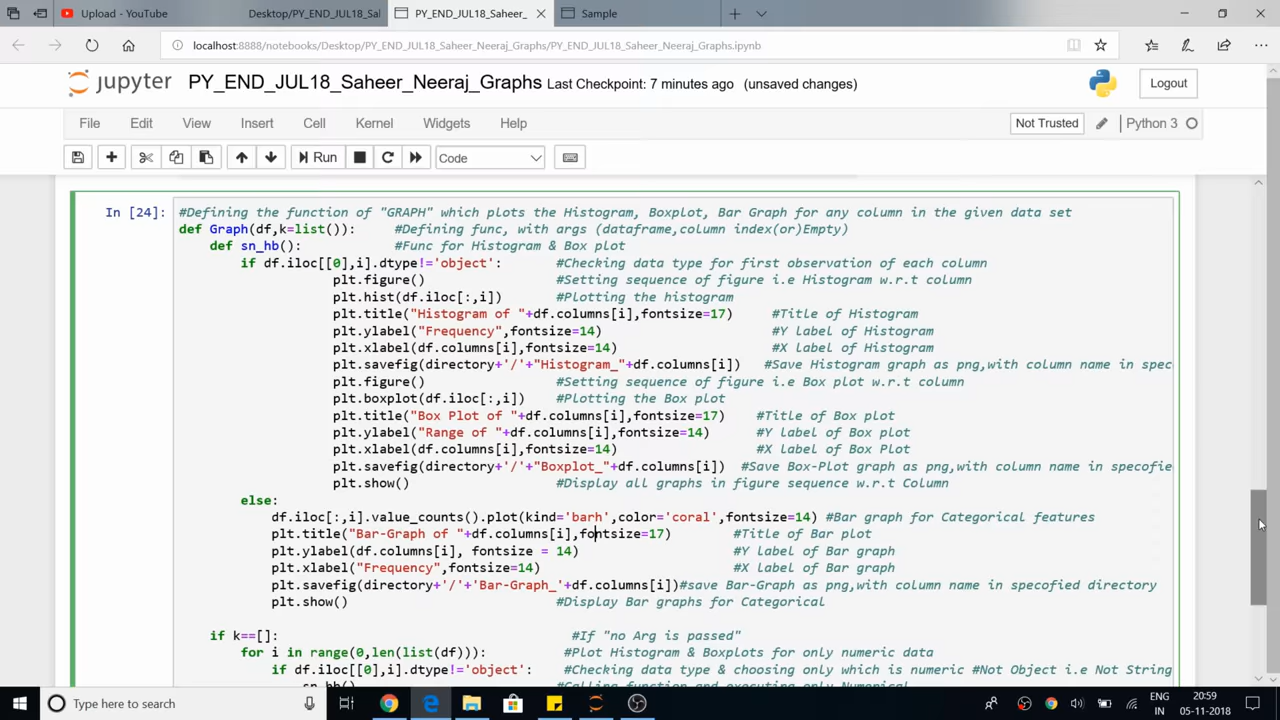 Upload - YouTube
Desktop/PY_END_JUL18_Sal
PY_END_JUL18_Saheer_
Sample
localhost:8888/notebooks/Desktop/PY_END_JUL18_Saheer_Neeraj_Graphs/PY_END_JUL18_Saheer_Neeraj_Graphs.ipynb
jupyter PY_END_JUL18_Saheer_Neeraj_Graphs Last Checkpoint: 7 minutes ago (unsaved changes)
Logout
File Edit View Insert Cell Kernel Widgets Help Not Trusted Python 3
Run Code
In [24]: #Defining the function of "GRAPH" which plots the Histogram, Boxplot, Bar Graph for any column in the given data set
def Graph(df,k=list()): #Defining func, with args (dataframe,column index(or)Empty)
def sn_hb(): #Func for Histogram & Box plot
if df.iloc[[0],i].dtype!='object': #Checking data type for first observation of each column
plt.figure() #Setting sequence of figure i.e Histogram w.r.t column
plt.hist(df.iloc[:,i]) #Plotting the histogram
plt.title("Histogram of "+df.columns[i],fontsize=17) #Title of Histogram
plt.ylabel("Frequency",fontsize=14) #Y label of Histogram
plt.xlabel(df.columns[i],fontsize=14) #X label of Histogram
plt.savefig(directory+'/'+"Histogram_"+df.columns[i]) #Save Histogram graph as png,with column name in spec
plt.figure() #Setting sequence of figure i.e Box plot w.r.t column
plt.boxplot(df.iloc[:,i]) #Plotting the Box plot
plt.title("Box Plot of "+df.columns[i],fontsize=17) #Title of Box plot
plt.ylabel("Range of "+df.columns[i],fontsize=14) #Y label of Box plot
plt.xlabel(df.columns[i],fontsize=14) #X label of Box Plot
plt.savefig(directory+'/'+"Boxplot_"+df.columns[i]) #Save Box-Plot graph as png,with column name in specofie
plt.show() #Display all graphs in figure sequence w.r.t Column
else:
df.iloc[:,i].value_counts().plot(kind='barh',color='coral',fontsize=14) #Bar graph for Categorical features
plt.title("Bar-Graph of "+df.columns[i],fontsize=17) #Title of Bar plot
plt.ylabel(df.columns[i], fontsize = 14) #Y Label of Bar graph
plt.xlabel("Frequency",fontsize=14) #X Label of Bar graph
plt.savefig(directory+'/'+'Bar-Graph_'+df.columns[i])#save Bar-Graph as png,with column name in specofied directory
plt.show() #Display Bar graphs for Categorical
if k==[]: #If "no Arg is passed"
for i in range(0,len(list(df))): #Plot Histogram & Boxplots for only numeric data
if df.iloc[[0],i].dtype!='object': #Checking data type & choosing only which is numeric #Not Object i.e Not String
sn_hb() #Calling function and executing only Numerical
Type here to search
ENG 20:59
IN 05-11-2018